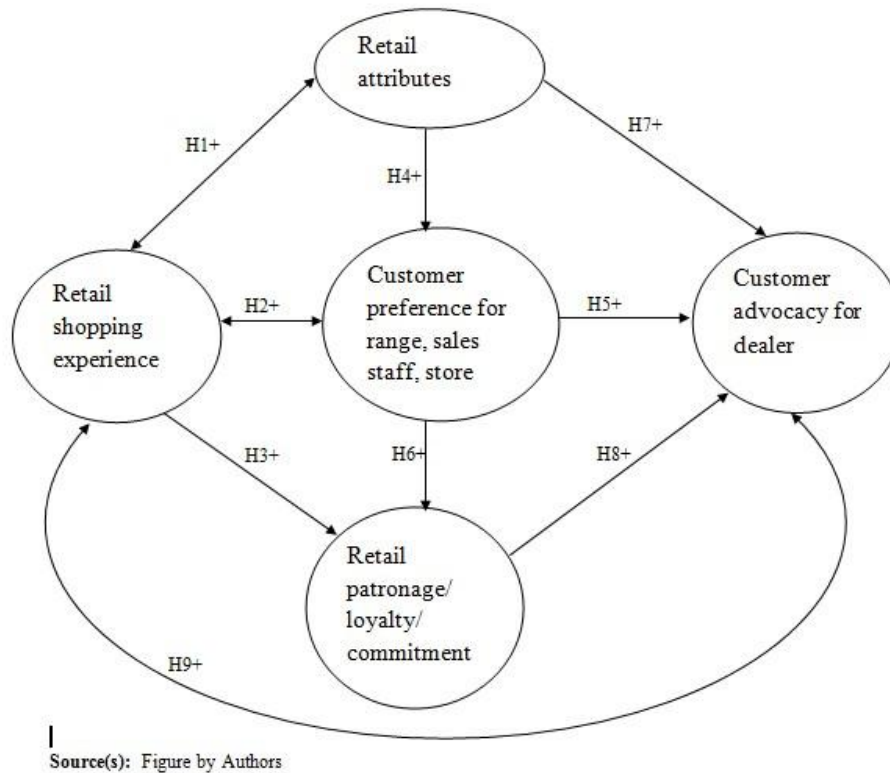 Retail
attributes
H1+
H7+
H4+
Retail
shopping
experience
H2+
Customer
preference for
range, sales
staff, store
H5+
Customer
advocacy for
dealer
H3+
H6+
H8+
Retail
patronage/
loyalty/
commitment
H9+
Source(s): Figure by Authors